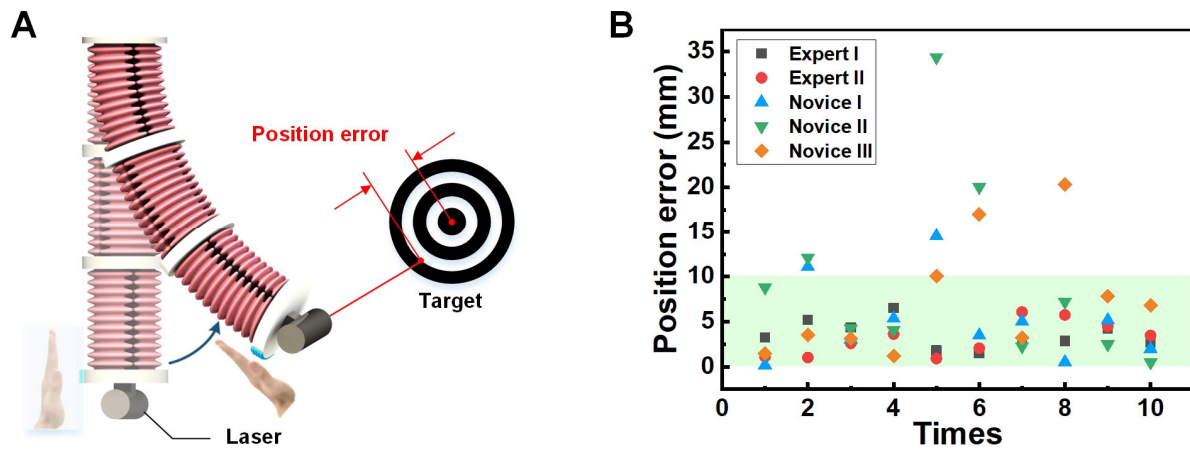 A
Position error
Target
Laser
B
Position error (mm)
35
30
25
20
15
10
5
0
Expert I
Expert II
Novice I
Novice II
Novice III
0 2 4 6 8 10
Times